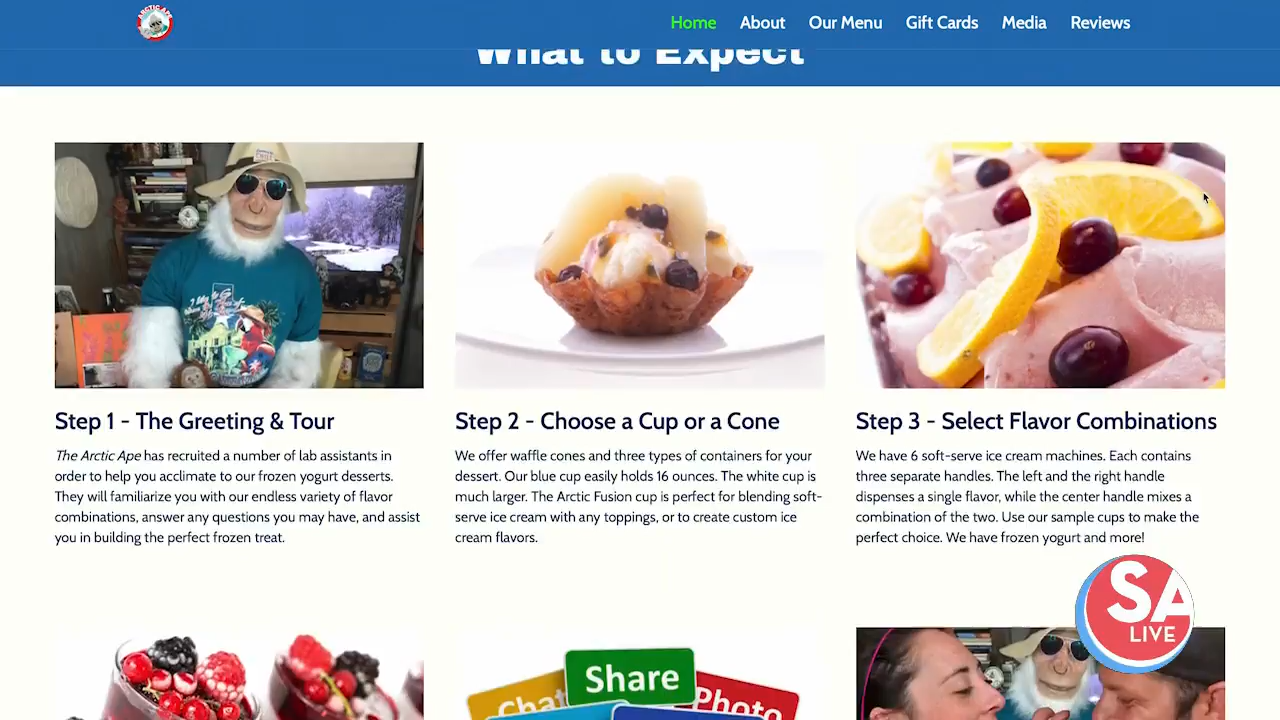 ARCTIC APE
Home About Our Menu Gift Cards Media Reviews
What to Expect
Step 1 - The Greeting & Tour
The Arctic Ape has recruited a number of lab assistants in
order to help you acclimate to our frozen yogurt desserts.
They will familiarize you with our endless variety of flavor
combinations, answer any questions you may have, and assist
you in building the perfect frozen treat.
Step 2 - Choose a Cup or a Cone
We offer waffle cones and three types of containers for your
dessert. Our blue cup easily holds 16 ounces. The white cup is
much larger. The Arctic Fusion cup is perfect for blending soft-
serve ice cream with any toppings, or to create custom ice
cream flavors.
Step 3 - Select Flavor Combinations
We have 6 soft-serve ice cream machines. Each contains
three separate handles. The left and the right handle
dispenses a single flavor, while the center handle mixes a
combination of the two. Use our sample cups to make the
perfect choice. We have frozen yogurt and more!
Chat
Share
Photo
SA
LIVE